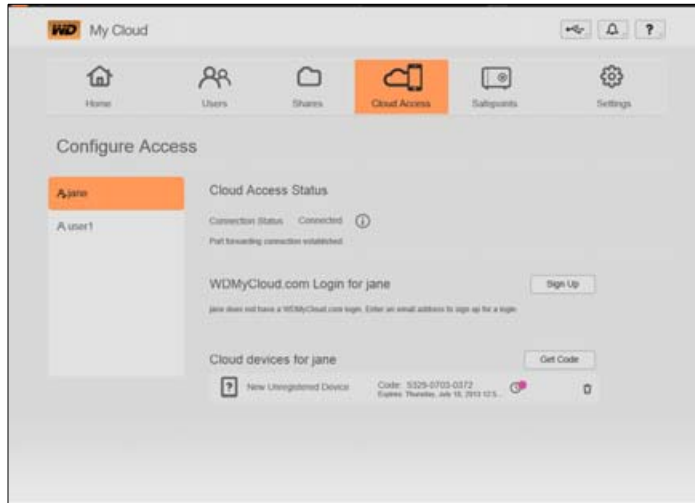 WD My Cloud
?
Home
Users
Shares
Cloud Access
Safepoints
Settings
Configure Access
jane
user1
Cloud Access Status
Connection Status Connected
Port forwarding connection established.
WDMyCloud.com Login for jane
Sign Up
jane does not have a WDMyCloud.com login. Enter an email address to sign up for a login.
Cloud devices for jane
Get Code
? New Unregistered Device
Code: 5329-0703-0372
Expires: Thursday, July 18, 2013 12:5...